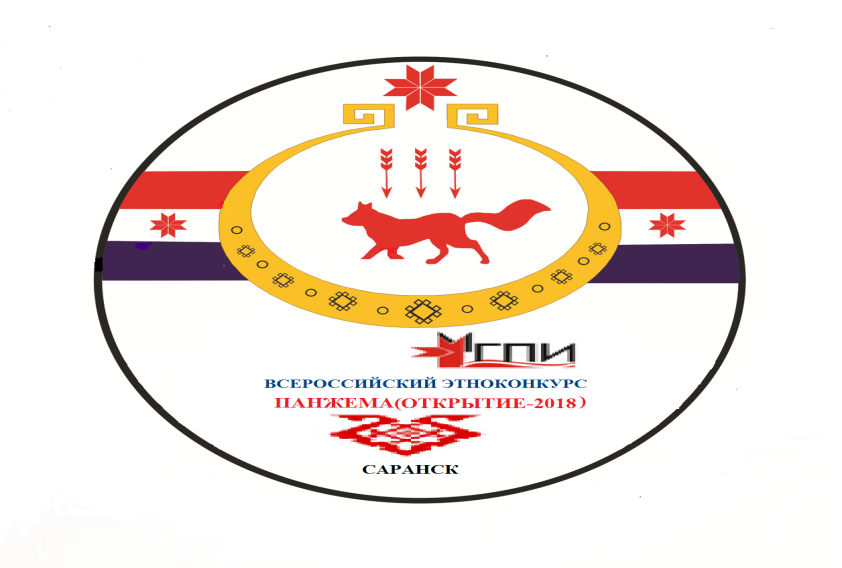 МГПИ
ВСЕРОССИЙСКИЙ ЭТНОКОНКУРС
ПАНЖЕМА(ОТКРЫТИЕ-2018)
САРАНСК